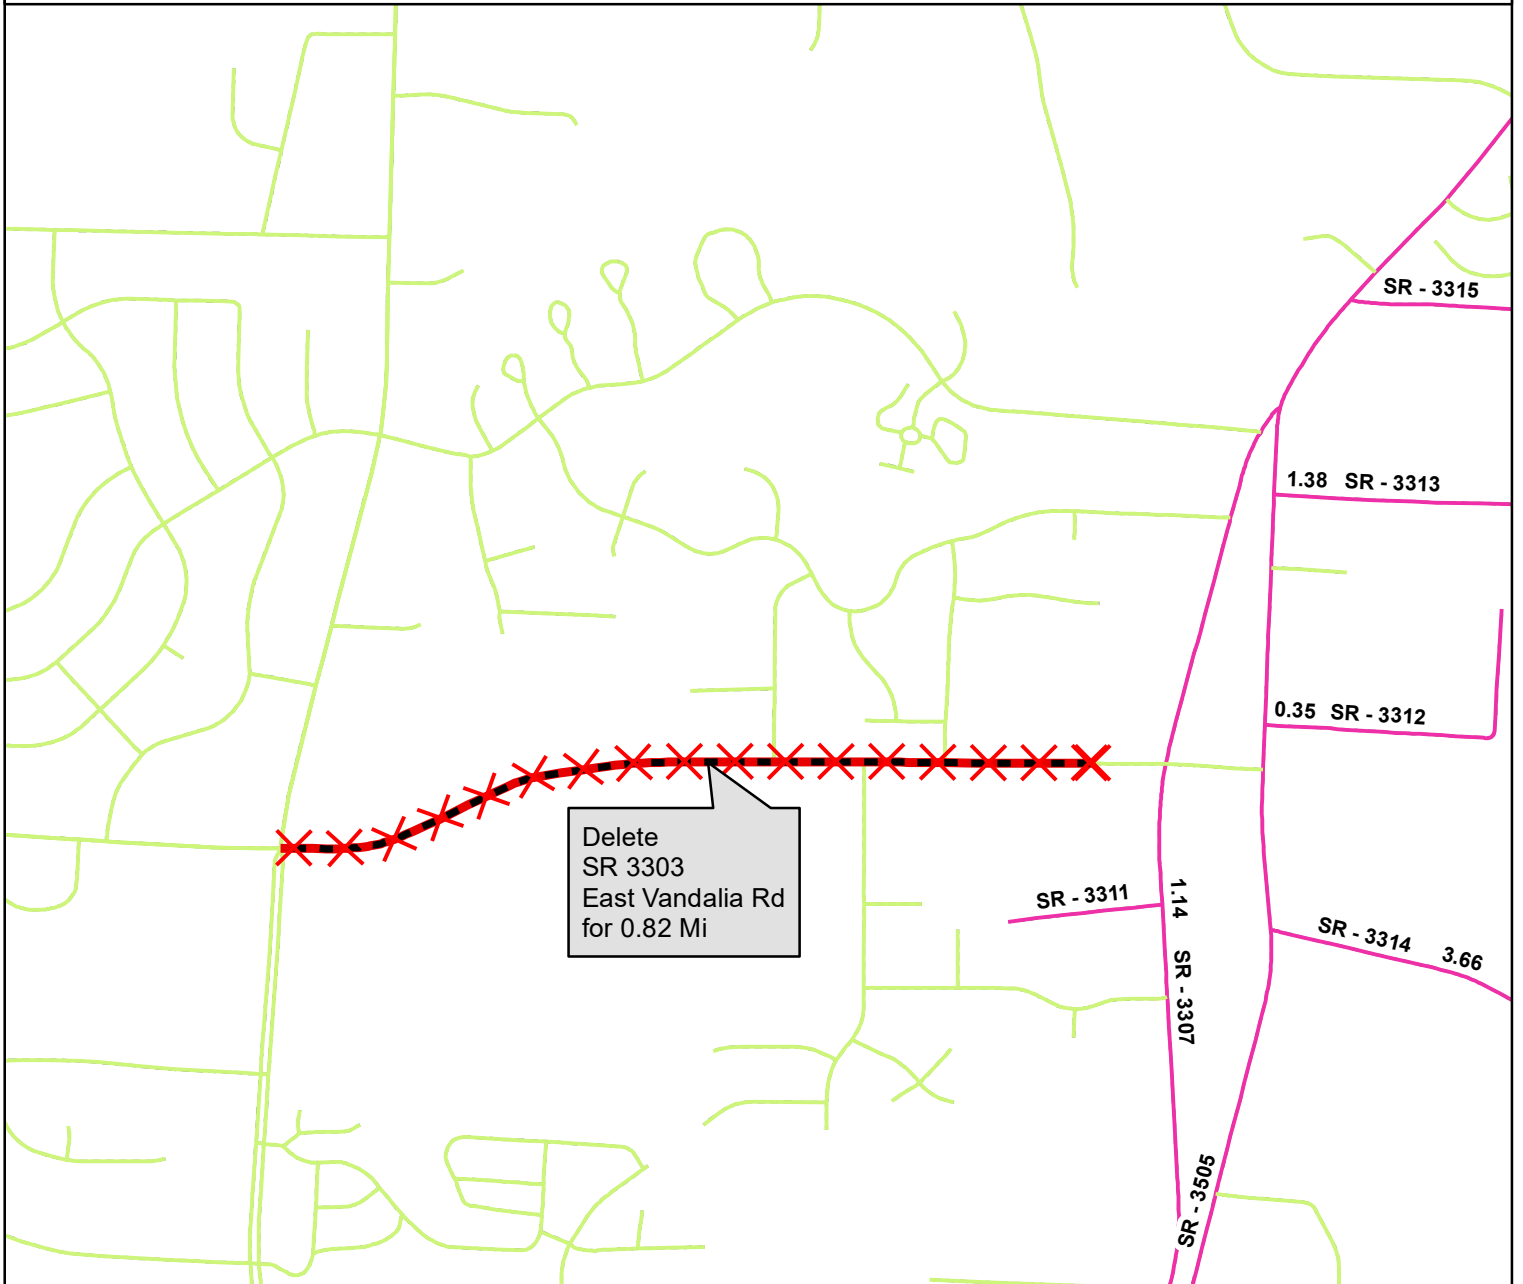 SR - 3315
1.38 SR - 3313
0.35 SR - 3312
Delete
SR 3303
East Vandalia Rd
for 0.82 Mi
SR - 3311
1.14 SR - 3307
SR - 3314 3.66
SR - 3505